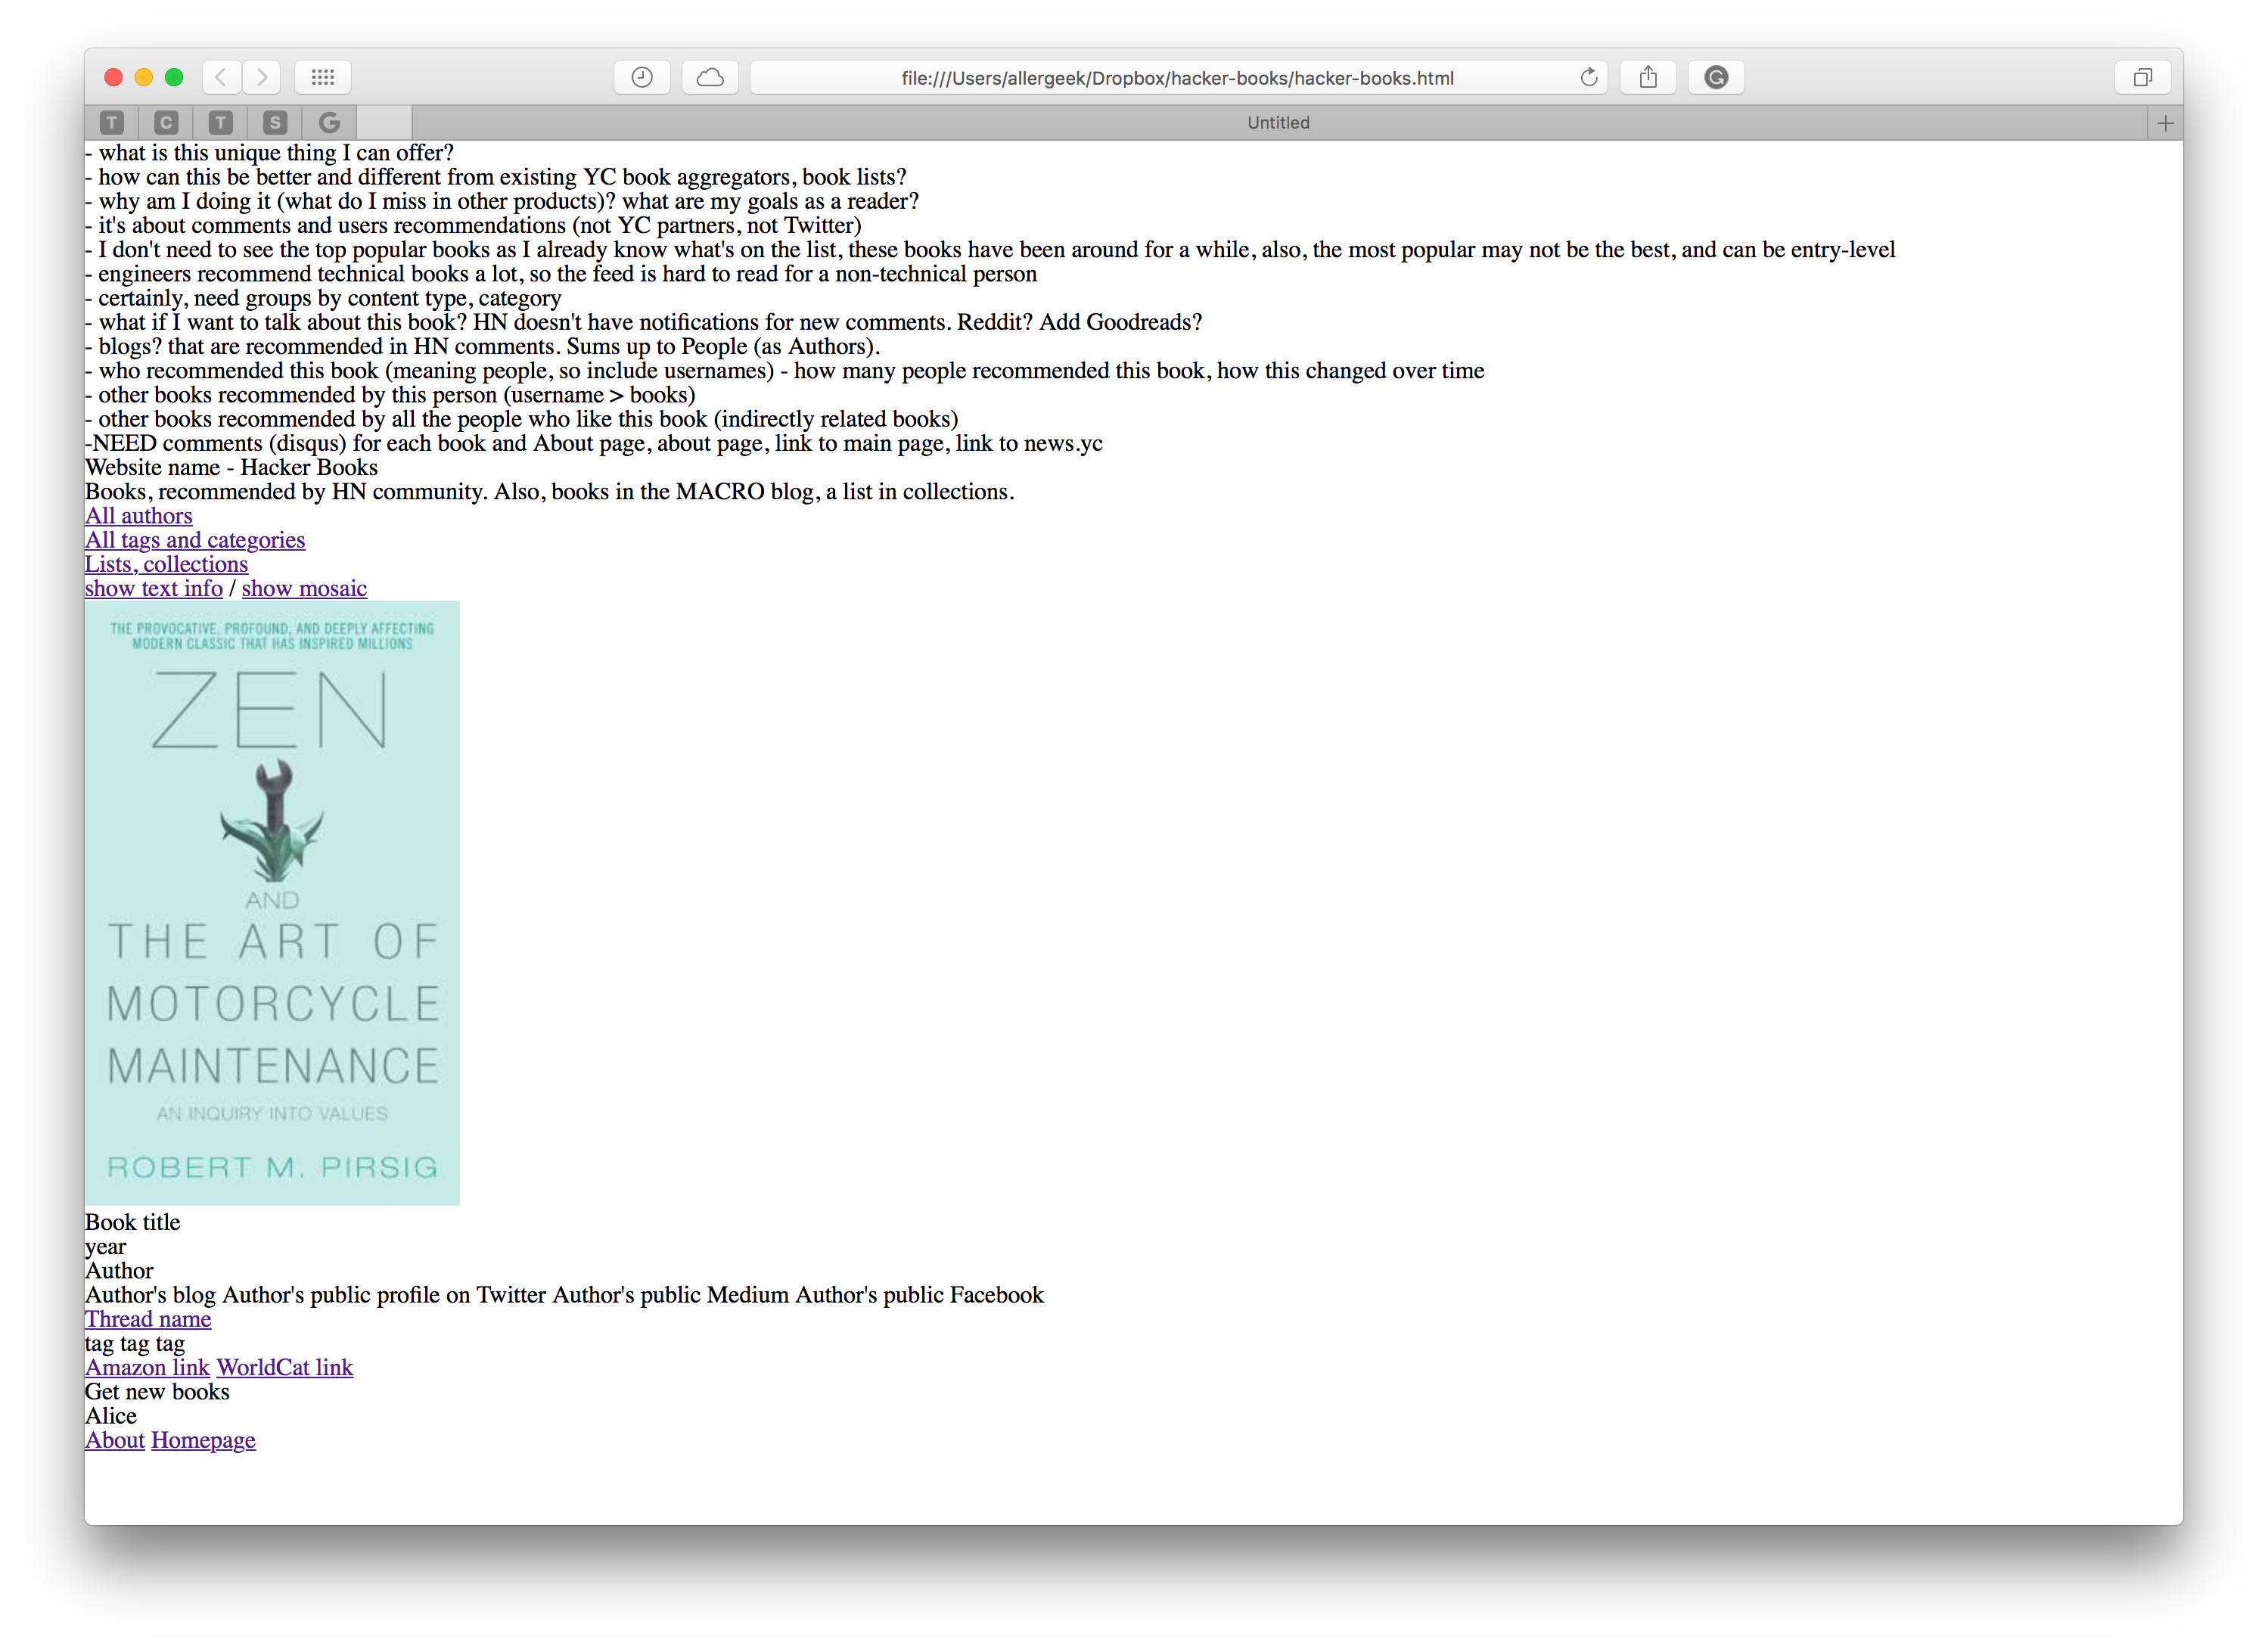 file:///Users/allergeek/Dropbox/hacker-books/hacker-books.html
T C T S G Untitled
- what is this unique thing I can offer?
- how can this be better and different from existing YC book aggregators, book lists?
- why am I doing it (what do I miss in other products)? what are my goals as a reader?
- it's about comments and users recommendations (not YC partners, not Twitter)
- I don't need to see the top popular books as I already know what's on the list, these books have been around for a while, also, the most popular may not be the best, and can be entry-level
- engineers recommend technical books a lot, so the feed is hard to read for a non-technical person
- certainly, need groups by content type, category
- what if I want to talk about this book? HN doesn't have notifications for new comments. Reddit? Add Goodreads?
- blogs? that are recommended in HN comments. Sums up to People (as Authors).
- who recommended this book (meaning people, so include usernames) - how many people recommended this book, how this changed over time
- other books recommended by this person (username > books)
- other books recommended by all the people who like this book (indirectly related books)
-NEED comments (disqus) for each book and About page, about page, link to main page, link to news.yc
Website name - Hacker Books
Books, recommended by HN community. Also, books in the MACRO blog, a list in collections.
All authors
All tags and categories
Lists, collections
show text info / show mosaic
THE PROVOCATIVE, PROFOUND, AND DEEPLY AFFECTING
MODERN CLASSIC THAT HAS INSPIRED MILLIONS
ZEN
AND
THE ART OF
MOTORCYCLE
MAINTENANCE
AN INQUIRY INTO VALUES
ROBERT M. PIRSIG
Book title
year
Author
Author's blog Author's public profile on Twitter Author's public Medium Author's public Facebook
Thread name
tag tag tag
Amazon link WorldCat link
Get new books
Alice
About Homepage